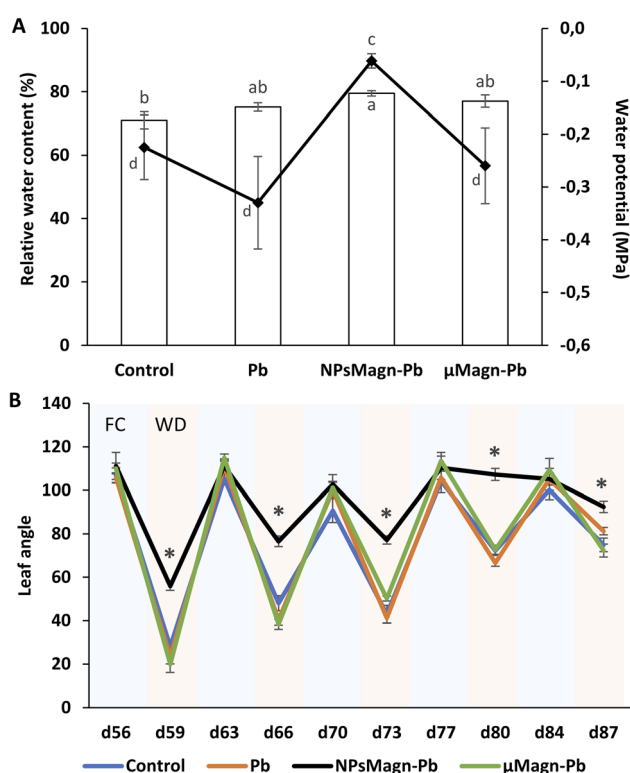 A
Relative water content (%)
100
80
60
40
20
0
b
ab
c
a
ab
d
d
d
0,0
-0,1
-0,2
-0,3
-0,4
-0,5
-0,6
Water potential (MPa)
Control Pb NPsMagn-Pb µMagn-Pb
B
Leaf angle
140
120
100
80
60
40
20
0
FC WD
* * * * *
d56 d59 d63 d66 d70 d73 d77 d80 d84 d87
Control Pb NPsMagn-Pb µMagn-Pb